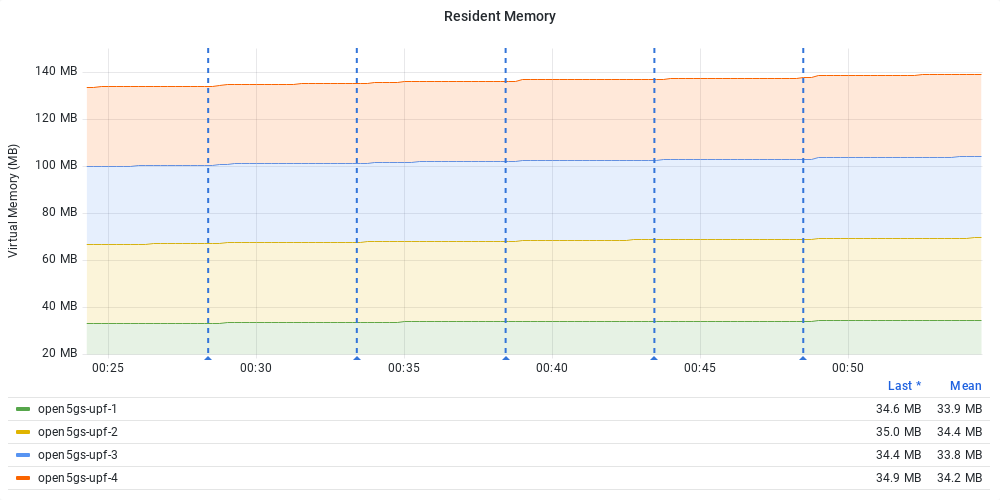 Resident Memory
Virtual Memory (MB)
140 MB
120 MB
100 MB
80 MB
60 MB
40 MB
20 MB
00:25 00:30 00:35 00:40 00:45 00:50
Last * Mean
open5gs-upf-1 34.6 MB 33.9 MB
open5gs-upf-2 35.0 MB 34.4 MB
open5gs-upf-3 34.4 MB 33.8 MB
open5gs-upf-4 34.9 MB 34.2 MB